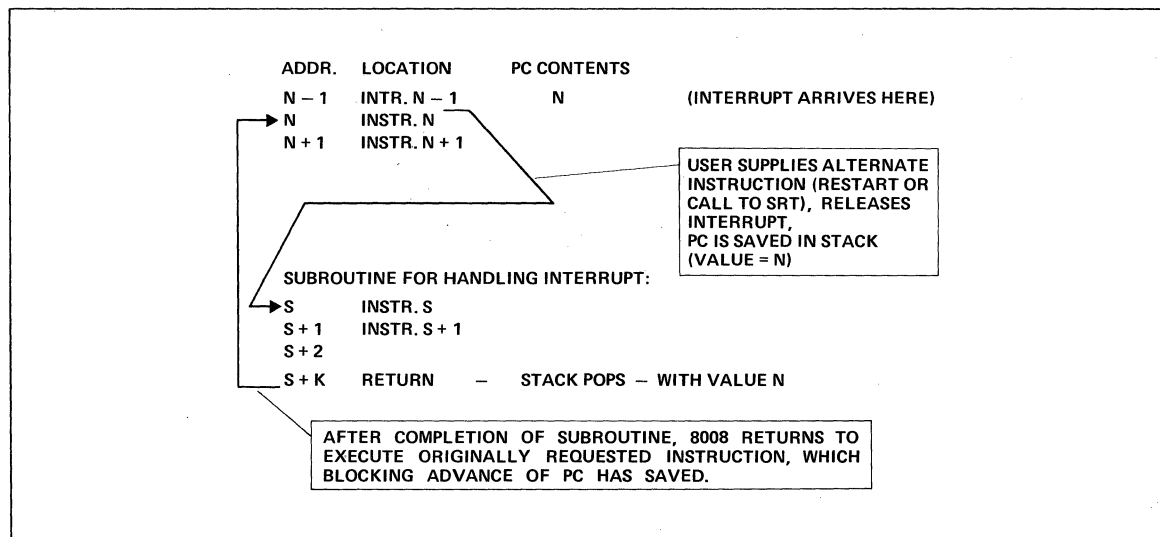 ADDR. LOCATION PC CONTENTS
N – 1 INTR. N – 1 N (INTERRUPT ARRIVES HERE)
N INSTR. N
N + 1 INSTR. N + 1
USER SUPPLIES ALTERNATE
INSTRUCTION (RESTART OR
CALL TO SRT), RELEASES
INTERRUPT,
PC IS SAVED IN STACK
(VALUE = N)
SUBROUTINE FOR HANDLING INTERRUPT:
S INSTR. S
S + 1 INSTR. S + 1
S + 2
S + K RETURN – STACK POPS – WITH VALUE N
AFTER COMPLETION OF SUBROUTINE, 8008 RETURNS TO
EXECUTE ORIGINALLY REQUESTED INSTRUCTION, WHICH
BLOCKING ADVANCE OF PC HAS SAVED.